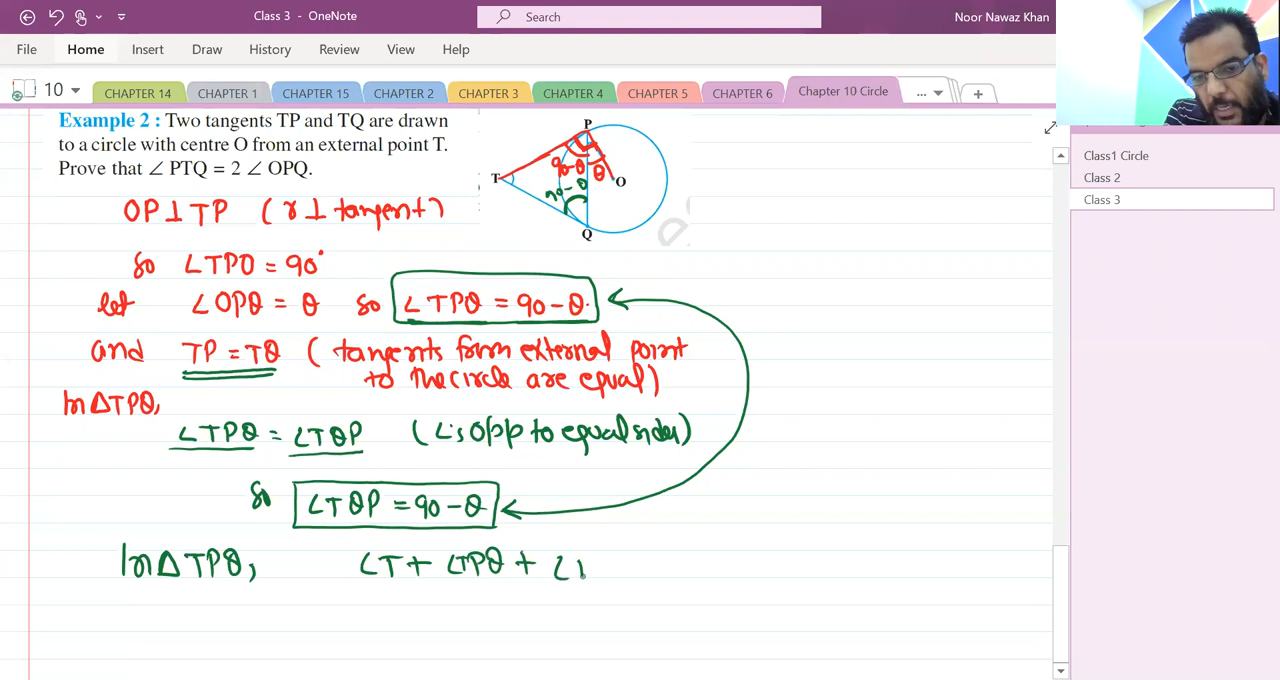 Class 3 - OneNote
Search
Noor Nawaz Khan
File Home Insert Draw History Review View Help
10 CHAPTER 14 CHAPTER 1 CHAPTER 15 CHAPTER 2 CHAPTER 3 CHAPTER 4 CHAPTER 5 CHAPTER 6 Chapter 10 Circle ... +
Class1 Circle
Class 2
Class 3
Example 2 : Two tangents TP and TQ are drawn
to a circle with centre O from an external point T.
Prove that ∠ PTQ = 2 ∠ OPQ.
P
T
O
Q
90-θ
θ
90-θ
OP⊥TP (r⊥tangent)
so ∠TPO = 90°
let ∠OPQ = θ so ∠TPQ = 90-θ.
and TP = TQ (tangents from external point
to the circle are equal)
In ΔTPQ,
∠TPQ = ∠TQP (∠'s opp to equal sides)
so ∠TQP = 90-θ
In Δ TPQ, ∠T + ∠TPQ + ∠